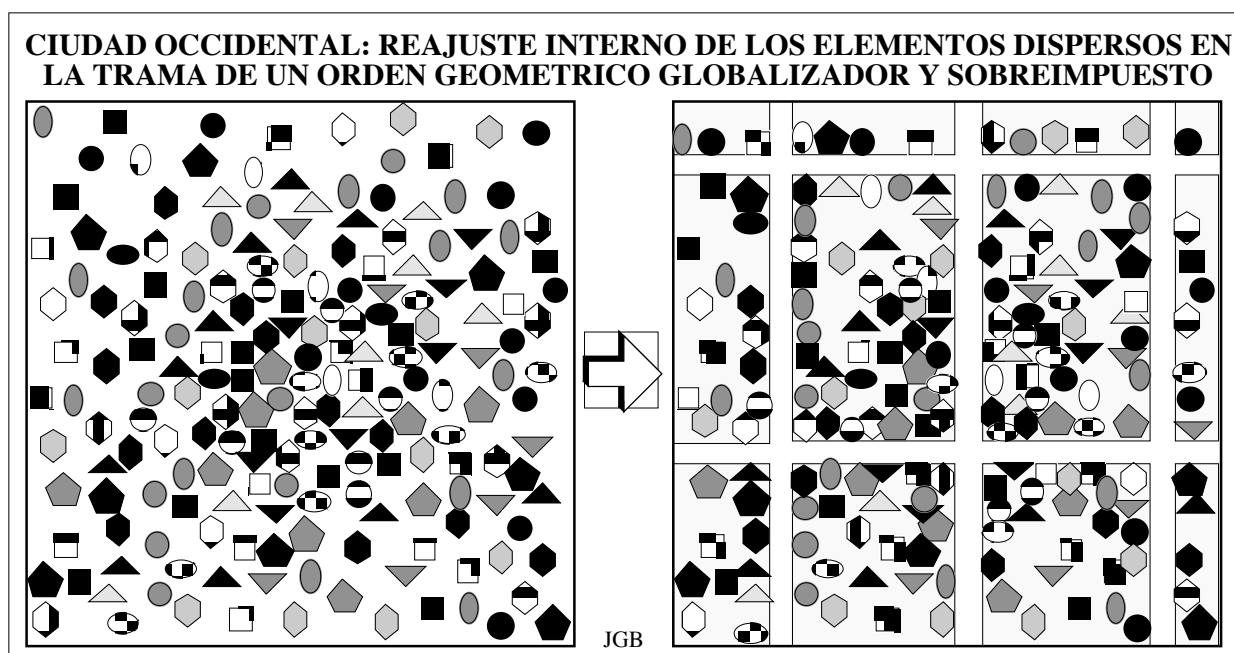 CIUDAD OCCIDENTAL: REAJUSTE INTERNO DE LOS ELEMENTOS DISPERSOS EN
LA TRAMA DE UN ORDEN GEOMETRICO GLOBALIZADOR Y SOBREIMPUESTO
JGB